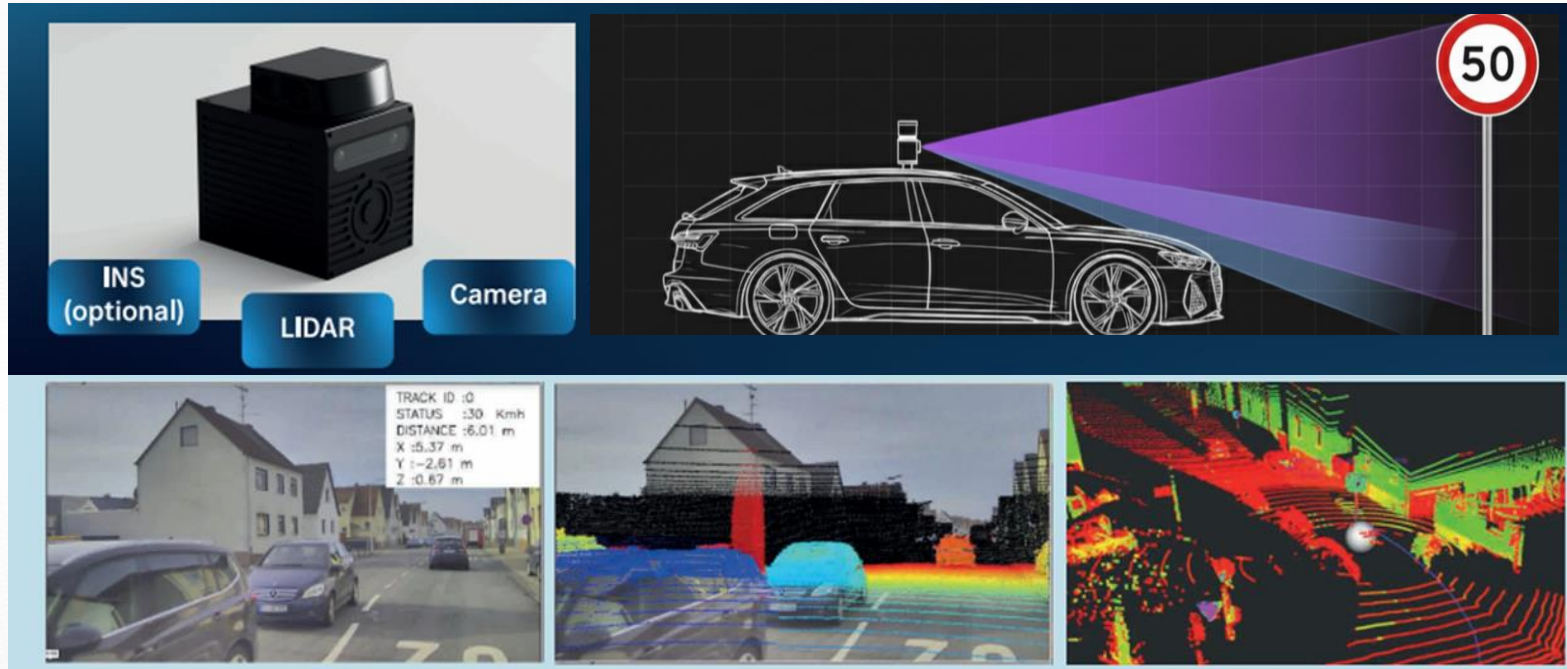 INS
(optional)
LIDAR
Camera
50
TRACK ID :0
STATUS :30 Kmh
DISTANCE :6.01 m
X :5.37 m
Y :-2.61 m
Z :0.67 m